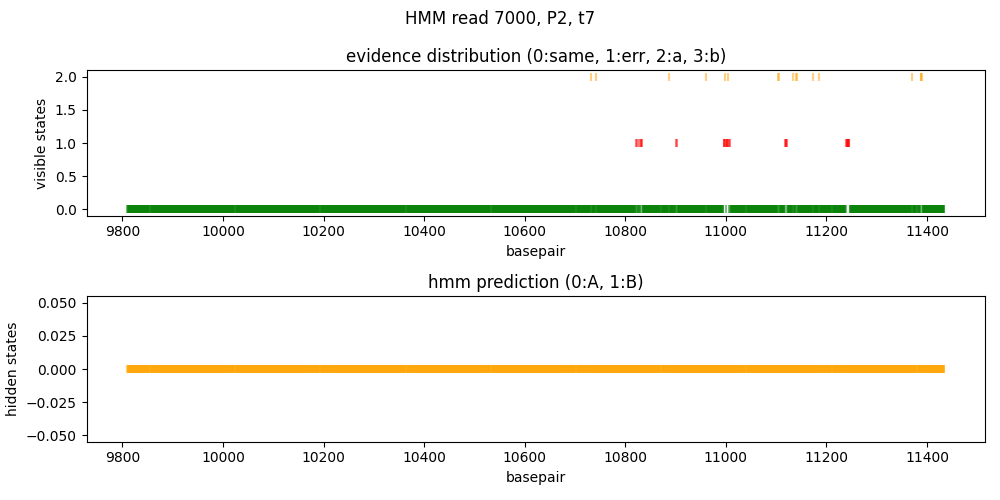 HMM read 7000, P2, t7
evidence distribution (0:same, 1:err, 2:a, 3:b)
2.0
1.5
1.0
0.5
0.0
visible states
9800 10000 10200 10400 10600 10800 11000 11200 11400
basepair
hmm prediction (0:A, 1:B)
0.050
0.025
0.000
−0.025
−0.050
hidden states
9800 10000 10200 10400 10600 10800 11000 11200 11400
basepair